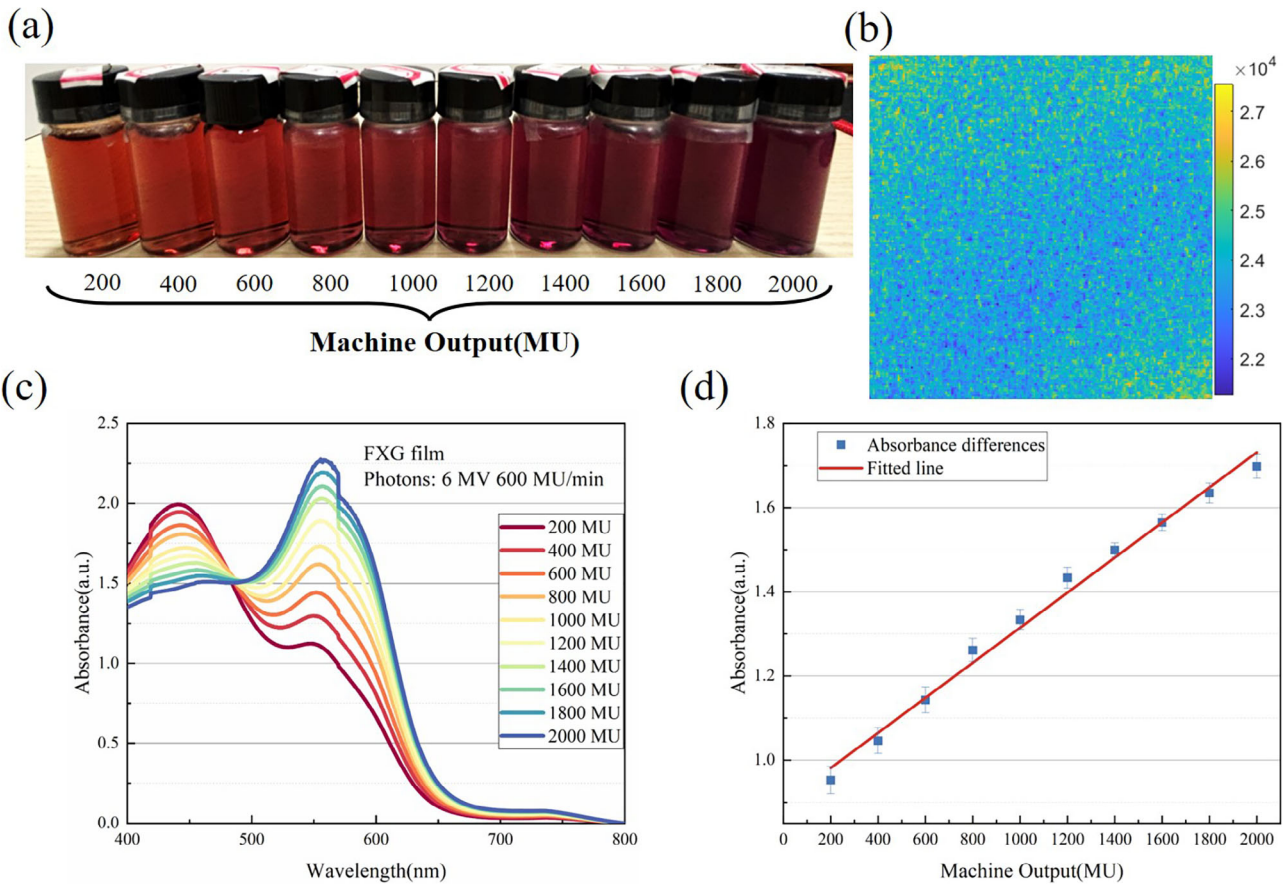 (a)
200 400 600 800 1000 1200 1400 1600 1800 2000
Machine Output(MU)
(b)
×10⁴
2.7
2.6
2.5
2.4
2.3
2.2
(c)
2.5
2.0
1.5
1.0
0.5
0.0
Absorbance(a.u.)
FXG film
Photons: 6 MV 600 MU/min
200 MU
400 MU
600 MU
800 MU
1000 MU
1200 MU
1400 MU
1600 MU
1800 MU
2000 MU
400 500 600 700 800
Wavelength(nm)
(d)
1.8
1.6
1.4
1.2
1.0
0.8
Absorbance(a.u.)
Absorbance differences
Fitted line
0 200 400 600 800 1000 1200 1400 1600 1800 2000
Machine Output(MU)